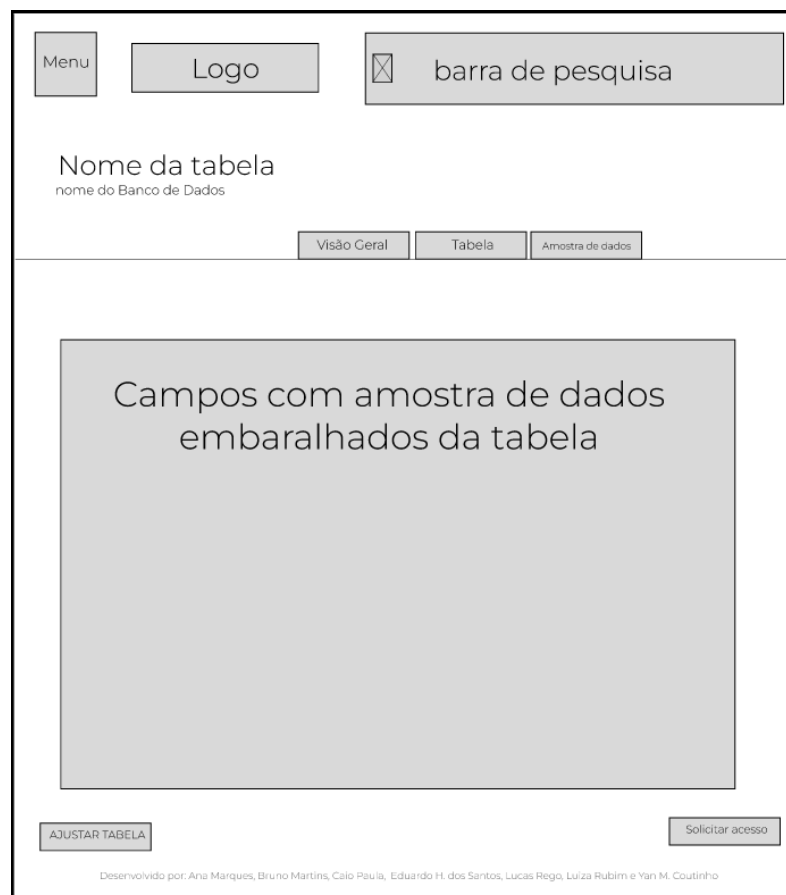 Menu
Logo
barra de pesquisa
Nome da tabela
nome do Banco de Dados
Visão Geral
Tabela
Amostra de dados
Campos com amostra de dados
embaralhados da tabela
AJUSTAR TABELA
Solicitar acesso
Desenvolvido por: Ana Marques, Bruno Martins, Caio Paula, Eduardo H. dos Santos, Lucas Rego, Luíza Rubim e Yan M. Coutinho